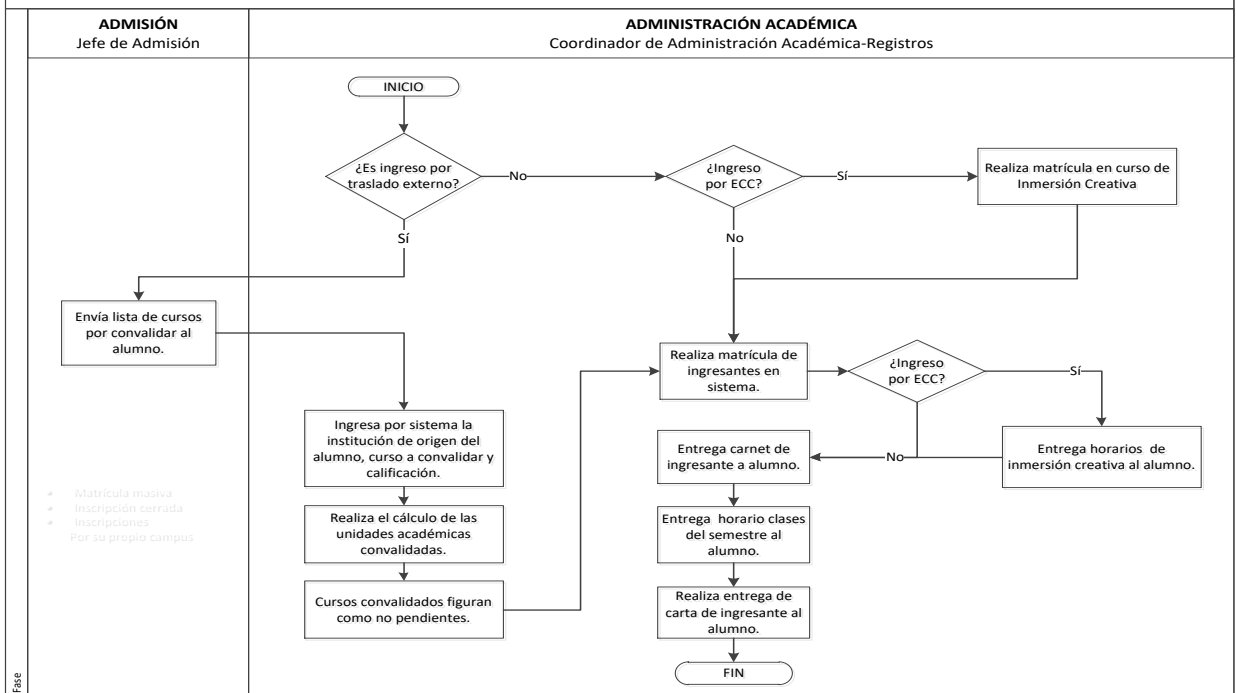 ADMISIÓN
Jefe de Admisión
ADMINISTRACIÓN ACADÉMICA
Coordinador de Administración Académica-Registros
INICIO
¿Es ingreso por
traslado externo?
No
¿Ingreso
por ECC?
Sí
Realiza matrícula en curso de
Inmersión Creativa
Sí
No
Envía lista de cursos
por convalidar al
alumno.
Realiza matrícula de
ingresantes en
sistema.
¿Ingreso
por ECC?
Sí
Ingresa por sistema la
institución de origen del
alumno, curso a convalidar y
calificación.
Entrega carnet de
ingresante a alumno.
No
Entrega horarios de
inmersión creativa al alumno.
• Matrícula masiva
• Inscripción cerrada
• Inscripciones
Por su propio campus
Realiza el cálculo de las
unidades académicas
convalidadas.
Entrega horario clases
del semestre al
alumno.
Cursos convalidados figuran
como no pendientes.
Realiza entrega de
carta de ingresante al
alumno.
FIN
Fase